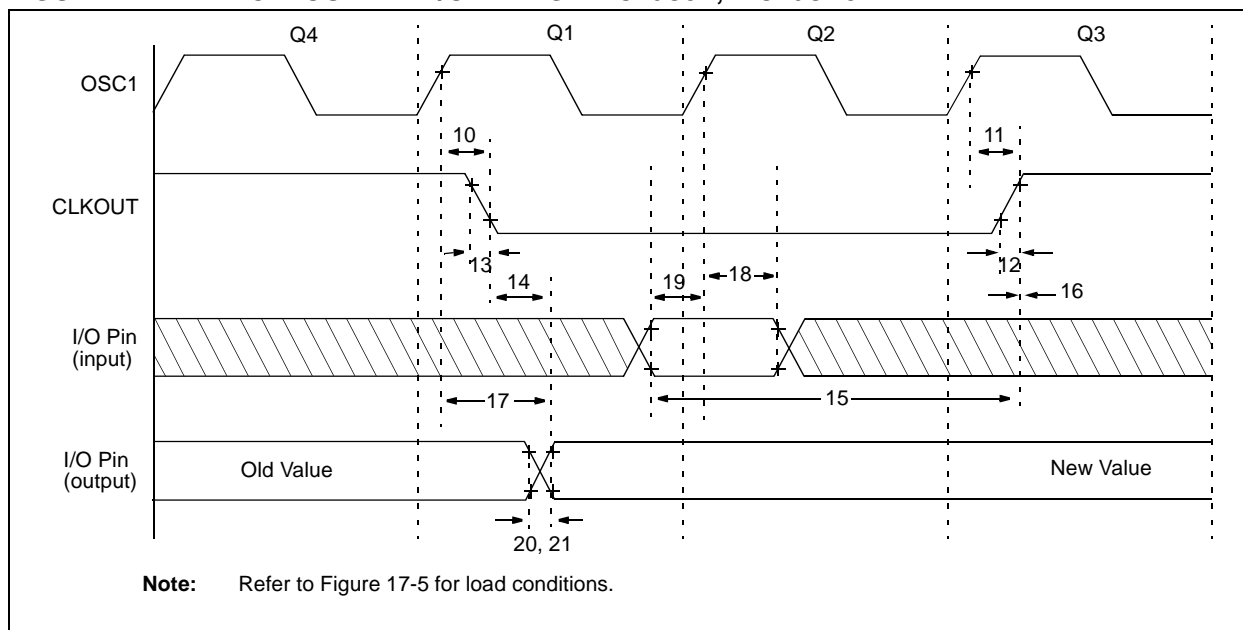 Q4 Q1 Q2 Q3
OSC1
10 11
CLKOUT
13 12
14 19 18 16
I/O Pin
(input)
17 15
I/O Pin
(output)
Old Value New Value
20, 21
Note: Refer to Figure 17-5 for load conditions.